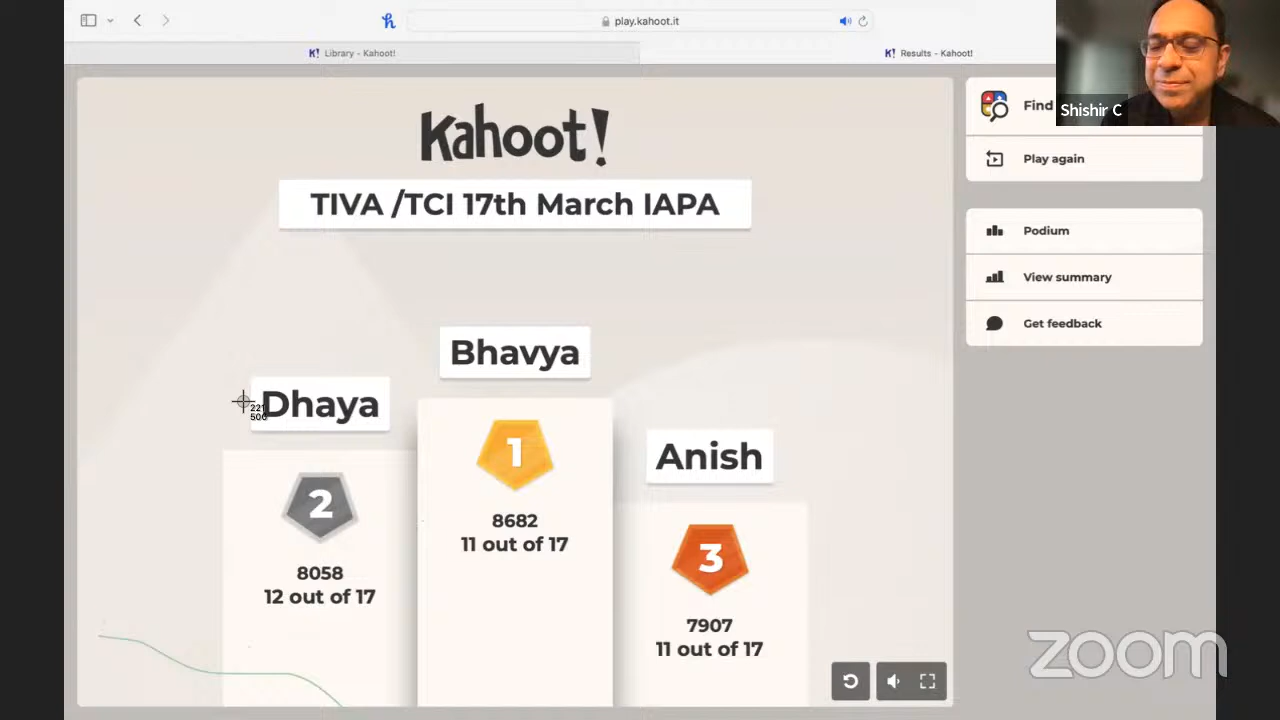 play.kahoot.it
K! Library - Kahoot!
K! Results - Kahoot!
Kahoot!
TIVA /TCI 17th March IAPA
Bhavya
Dhaya
Anish
1
8682
11 out of 17
2
8058
12 out of 17
3
7907
11 out of 17
221
500
Find
Play again
Podium
View summary
Get feedback
Shishir C
zoom